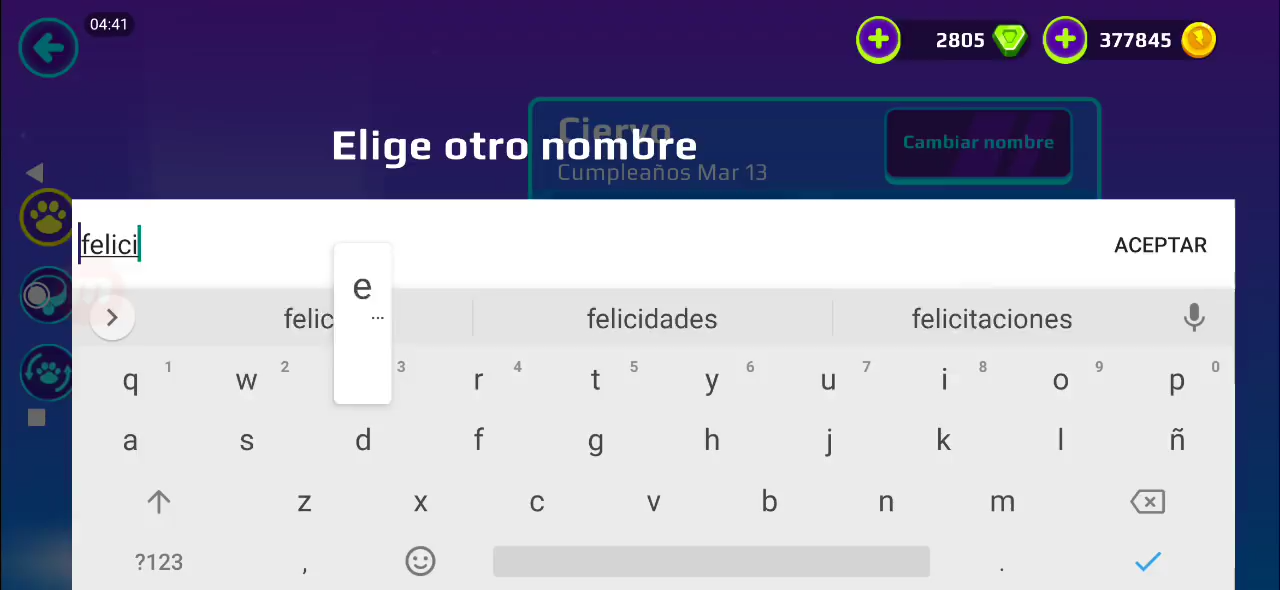 04:41
2805
377845
Ciervo
Elige otro nombre
Cambiar nombre
Cumpleaños Mar 13
felici
ACEPTAR
e
...
felic
felicidades
felicitaciones
q 1 w 2 3 r 4 t 5 y 6 u 7 i 8 o 9 p 0
a s d f g h j k l ñ
z x c v b n m
?123 , .